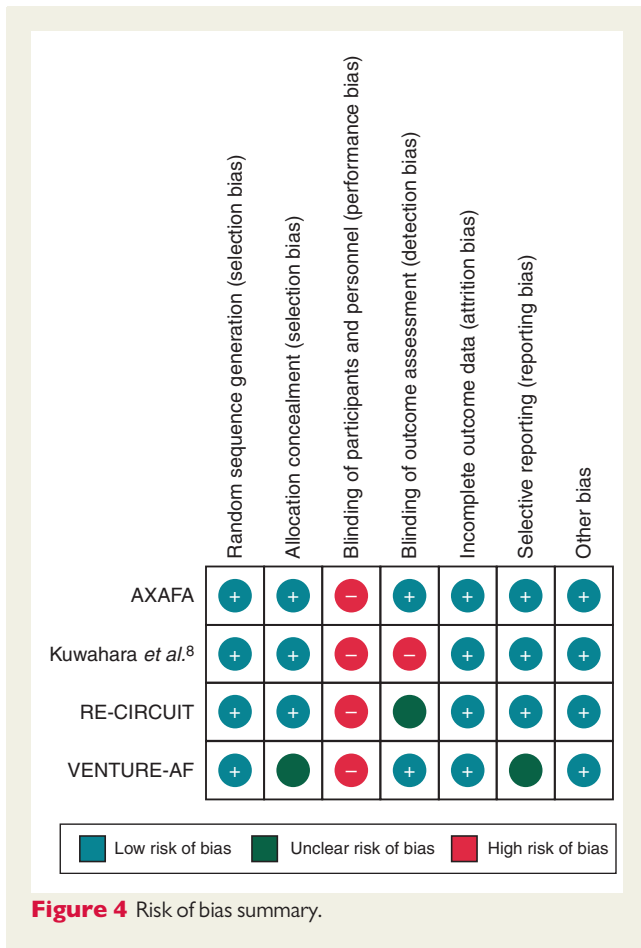 Random sequence generation (selection bias)
Allocation concealment (selection bias)
Blinding of participants and personnel (performance bias)
Blinding of outcome assessment (detection bias)
Incomplete outcome data (attrition bias)
Selective reporting (reporting bias)
Other bias
AXAFA + + − + + + +
Kuwahara et al.8 + + − − + + +
RE-CIRCUIT + + − + + +
VENTURE-AF + − + + +
Low risk of bias Unclear risk of bias High risk of bias
Figure 4 Risk of bias summary.